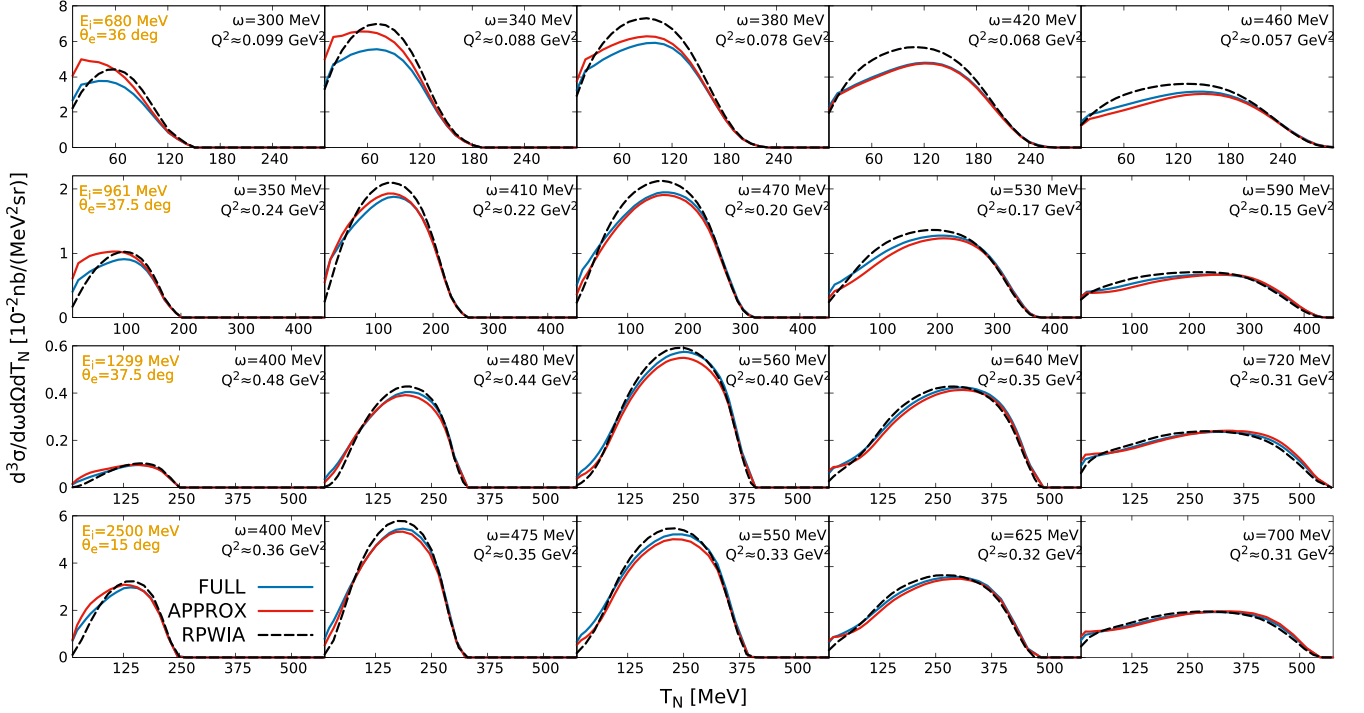 E_i=680 MeV
θ_e=36 deg
ω=300 MeV
Q²≈0.099 GeV²
ω=340 MeV
Q²≈0.088 GeV²
ω=380 MeV
Q²≈0.078 GeV²
ω=420 MeV
Q²≈0.068 GeV²
ω=460 MeV
Q²≈0.057 GeV²
8
6
4
2
0
60 120 180 240
60 120 180 240
60 120 180 240
60 120 180 240
60 120 180 240
E_i=961 MeV
θ_e=37.5 deg
ω=350 MeV
Q²≈0.24 GeV²
ω=410 MeV
Q²≈0.22 GeV²
ω=470 MeV
Q²≈0.20 GeV²
ω=530 MeV
Q²≈0.17 GeV²
ω=590 MeV
Q²≈0.15 GeV²
2
1
0
100 200 300 400
100 200 300 400
100 200 300 400
100 200 300 400
100 200 300 400
d³σ/dωdΩdT_N [10⁻²nb/(MeV²sr)]
E_i=1299 MeV
θ_e=37.5 deg
ω=400 MeV
Q²≈0.48 GeV²
ω=480 MeV
Q²≈0.44 GeV²
ω=560 MeV
Q²≈0.40 GeV²
ω=640 MeV
Q²≈0.35 GeV²
ω=720 MeV
Q²≈0.31 GeV²
0.6
0.4
0.2
0
125 250 375 500
125 250 375 500
125 250 375 500
125 250 375 500
125 250 375 500
E_i=2500 MeV
θ_e=15 deg
ω=400 MeV
Q²≈0.36 GeV²
ω=475 MeV
Q²≈0.35 GeV²
ω=550 MeV
Q²≈0.33 GeV²
ω=625 MeV
Q²≈0.32 GeV²
ω=700 MeV
Q²≈0.31 GeV²
FULL
APPROX
RPWIA
6
4
2
0
125 250 375 500
125 250 375 500
125 250 375 500
125 250 375 500
125 250 375 500
T_N [MeV]